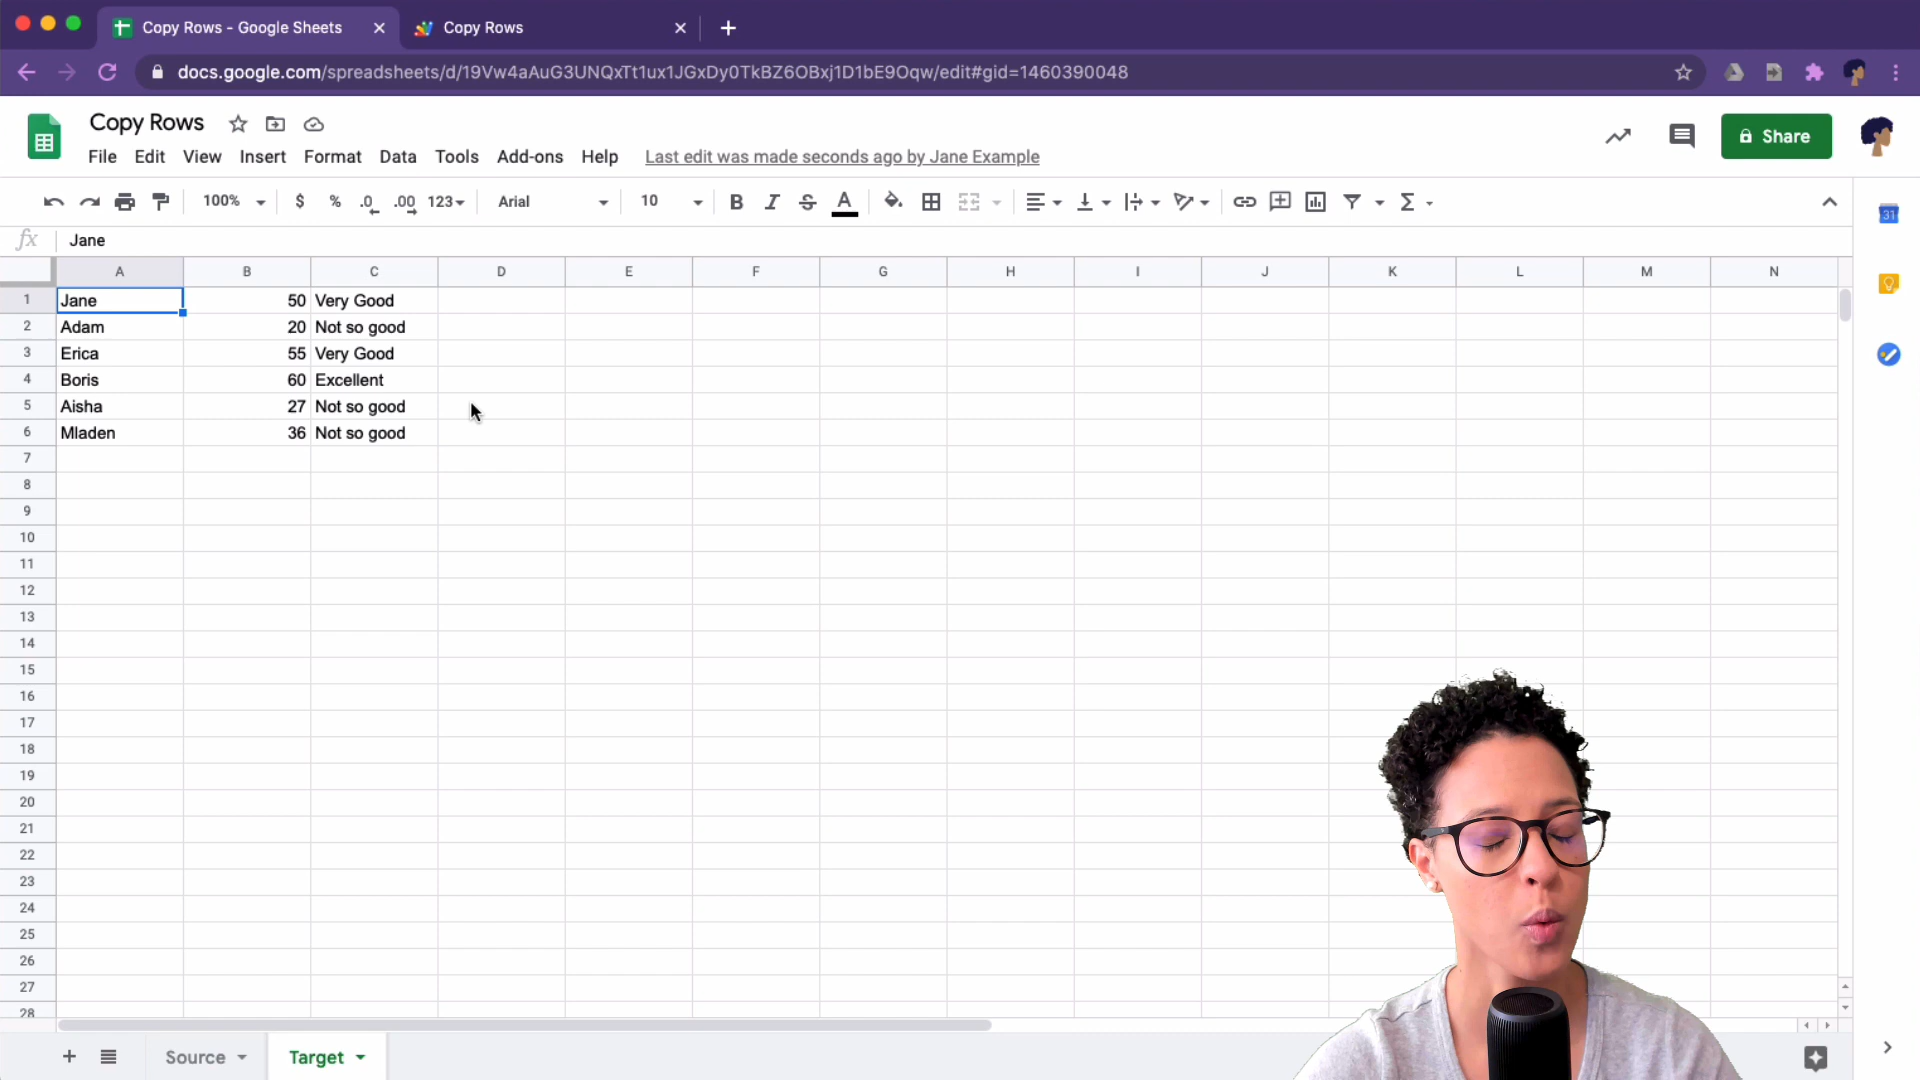 Copy Rows - Google Sheets
Copy Rows
docs.google.com/spreadsheets/d/19Vw4aAuG3UNQxTt1ux1JGxDy0TkBZ6OBxj1D1bE9Oqw/edit#gid=1460390048
Copy Rows
Share
File Edit View Insert Format Data Tools Add-ons Help Last edit was made seconds ago by Jane Example
100% $ % .0 .00 123 Arial 10 B I S A Σ
31
fx Jane
A B C D E F G H I J K L M N
1 Jane 50 Very Good
2 Adam 20 Not so good
3 Erica 55 Very Good
4 Boris 60 Excellent
5 Aisha 27 Not so good
6 Mladen 36 Not so good
7
8
9
10
11
12
13
14
15
16
17
18
19
20
21
22
23
24
25
26
27
28
Source Target